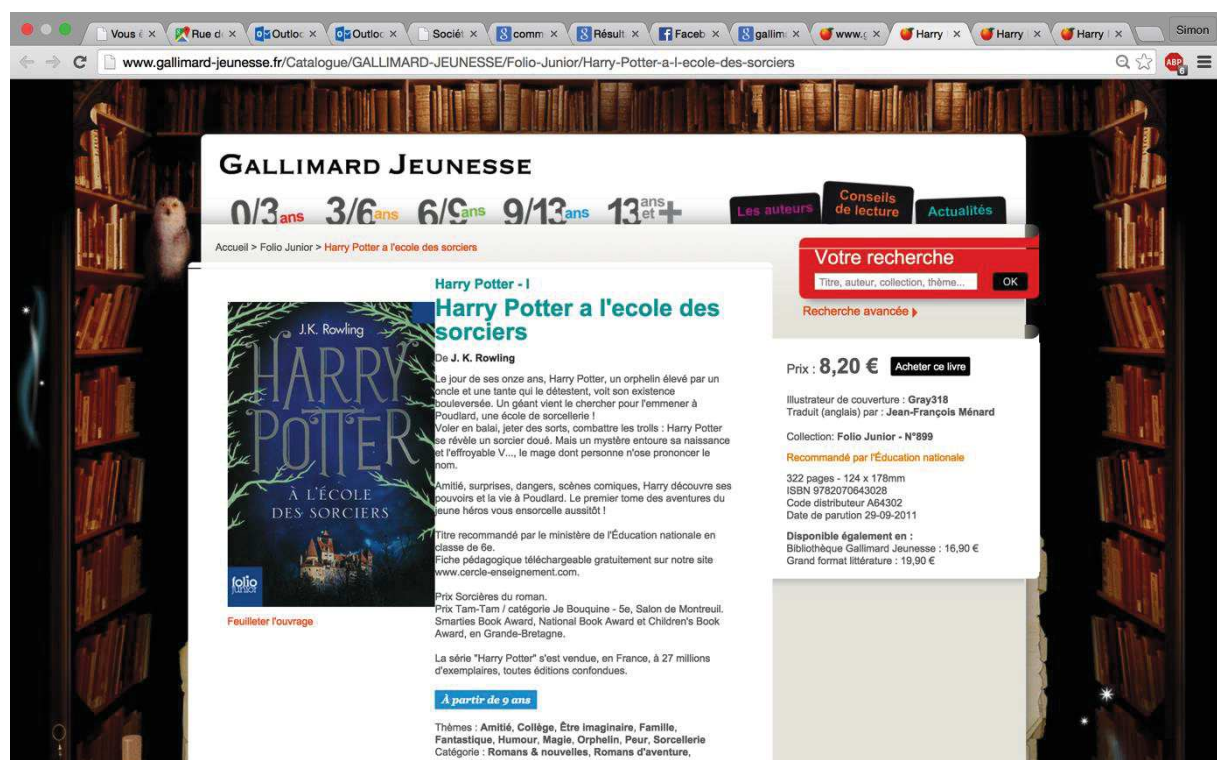 Vous ê
Rue d
Outloc
Outloc
Sociét
comm
Résult
Faceb
gallim
www.g
Harry
Harry
Harry
Simon
www.gallimard-jeunesse.fr/Catalogue/GALLIMARD-JEUNESSE/Folio-Junior/Harry-Potter-a-l-ecole-des-sorciers
ABP
6
GALLIMARD JEUNESSE
0/3 ans 3/6 ans 6/9 ans 9/13 ans 13 ans et +
Les auteurs
Conseils
de lecture
Actualités
Accueil > Folio Junior > Harry Potter a l'ecole des sorciers
Votre recherche
Titre, auteur, collection, thème... OK
Recherche avancée
J.K. Rowling
HARRY
POTTER
À L'ÉCOLE
DES SORCIERS
folio
junior
Feuilleter l'ouvrage
Harry Potter - I
Harry Potter a l'ecole des
sorciers
De J. K. Rowling
Le jour de ses onze ans, Harry Potter, un orphelin élevé par un
oncle et une tante qui le détestent, voit son existence
bouleversée. Un géant vient le chercher pour l'emmener à
Poudlard, une école de sorcellerie !
Voler en balai, jeter des sorts, combattre les trolls : Harry Potter
se révèle un sorcier doué. Mais un mystère entoure sa naissance
et l'effroyable V..., le mage dont personne n'ose prononcer le
nom.
Amitié, surprises, dangers, scènes comiques, Harry découvre ses
pouvoirs et la vie à Poudlard. Le premier tome des aventures du
jeune héros vous ensorcelle aussitôt !
Titre recommandé par le ministère de l'Éducation nationale en
classe de 6e.
Fiche pédagogique téléchargeable gratuitement sur notre site
www.cercle-enseignement.com.
Prix Sorcières du roman.
Prix Tam-Tam / catégorie Je Bouquine - 5e, Salon de Montreuil.
Smarties Book Award, National Book Award et Children's Book
Award, en Grande-Bretagne.
La série "Harry Potter" s'est vendue, en France, à 27 millions
d'exemplaires, toutes éditions confondues.
À partir de 9 ans
Thèmes : Amitié, Collège, Être imaginaire, Famille,
Fantastique, Humour, Magie, Orphelin, Peur, Sorcellerie
Catégorie : Romans & nouvelles, Romans d'aventure,
Prix : 8,20 € Acheter ce livre
Illustrateur de couverture : Gray318
Traduit (anglais) par : Jean-François Ménard
Collection: Folio Junior - N°899
Recommandé par l'Éducation nationale
322 pages - 124 x 178mm
ISBN 9782070643028
Code distributeur A64302
Date de parution 29-09-2011
Disponible également en :
Bibliothèque Gallimard Jeunesse : 16,90 €
Grand format littérature : 19,90 €